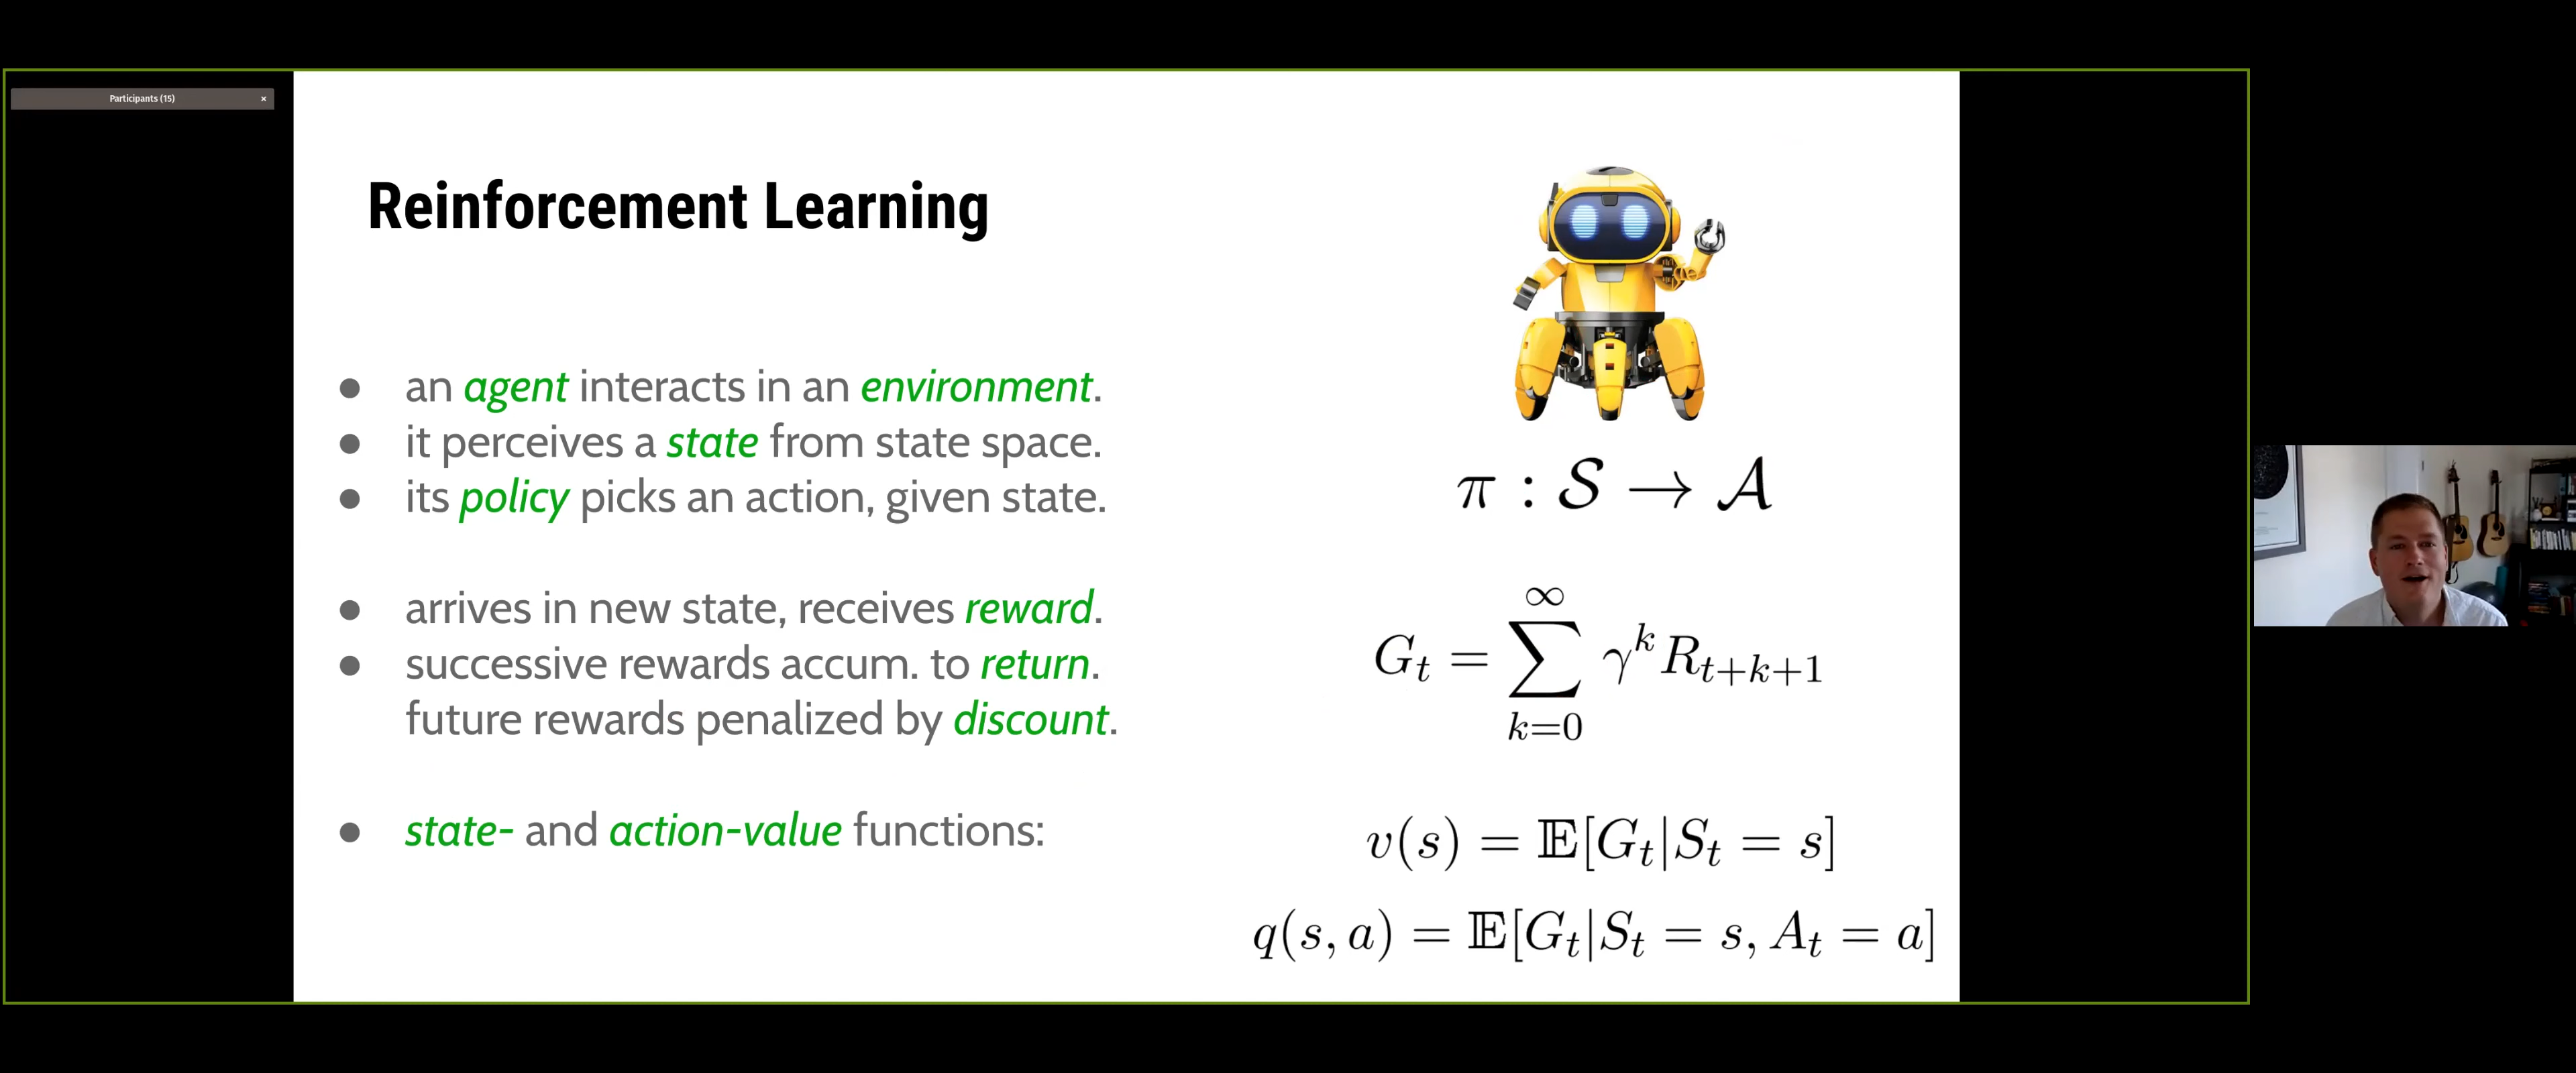 Participants (15)
Reinforcement Learning
● an agent interacts in an environment.
● it perceives a state from state space.
● its policy picks an action, given state.
π : 𝒮 → 𝒜
● arrives in new state, receives reward.
● successive rewards accum. to return.
future rewards penalized by discount.
G_t = ∑_{k=0}^{∞} γ^k R_{t+k+1}
● state- and action-value functions:
v(s) = 𝔼[G_t|S_t = s]
q(s, a) = 𝔼[G_t|S_t = s, A_t = a]